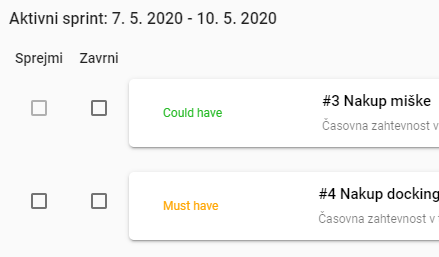 Aktivni sprint: 7. 5. 2020 - 10. 5. 2020
Sprejmi Zavrni
#3 Nakup miške
Could have
Časovna zahtevnost v
#4 Nakup docking
Must have
Časovna zahtevnost v